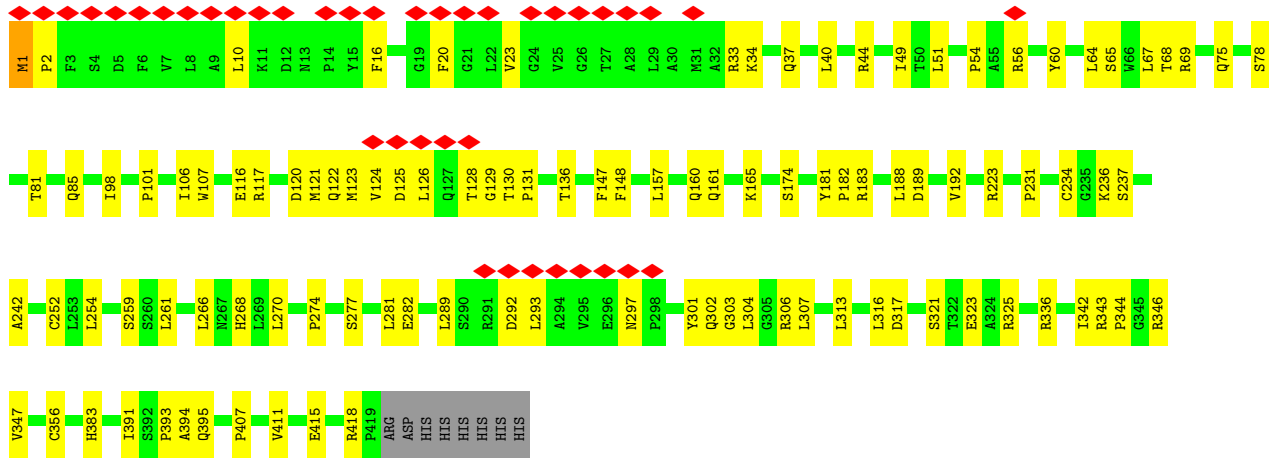 M1 P2 F3 S4 D5 F6 V7 L8 A9 L10 K11 D12 N13 P14 Y15 F16 G19 F20 G21 L22 V23 G24 V25 G26 T27 A28 L29 A30 M31 A32 R33 K34 Q37 L40 R44 I49 T50 L51 P54 A55 R56 Y60 L64 S65 W66 L67 T68 R69 Q75 S78
T81 Q85 I98 P101 I106 W107 E116 R117 D120 M121 Q122 M123 V124 D125 L126 Q127 T128 G129 T130 P131 T136 F147 F148 L157 Q160 Q161 K165 S174 Y181 P182 R183 L188 D189 V192 R223 P231 C234 G235 K236 S237
A242 C252 L253 L254 S259 S260 L261 L266 N267 H268 L269 L270 P274 S277 L281 E282 L289 S290 R291 D292 L293 A294 V295 E296 N297 P298 Y301 Q302 G303 L304 G305 R306 L307 L313 L316 D317 S321 T322 E323 A324 R325 R336 I342 R343 P344 G345 R346
V347 C356 H383 I391 S392 P393 A394 Q395 P407 V411 E415 R418 P419 ARG ASP HIS HIS HIS HIS HIS HIS